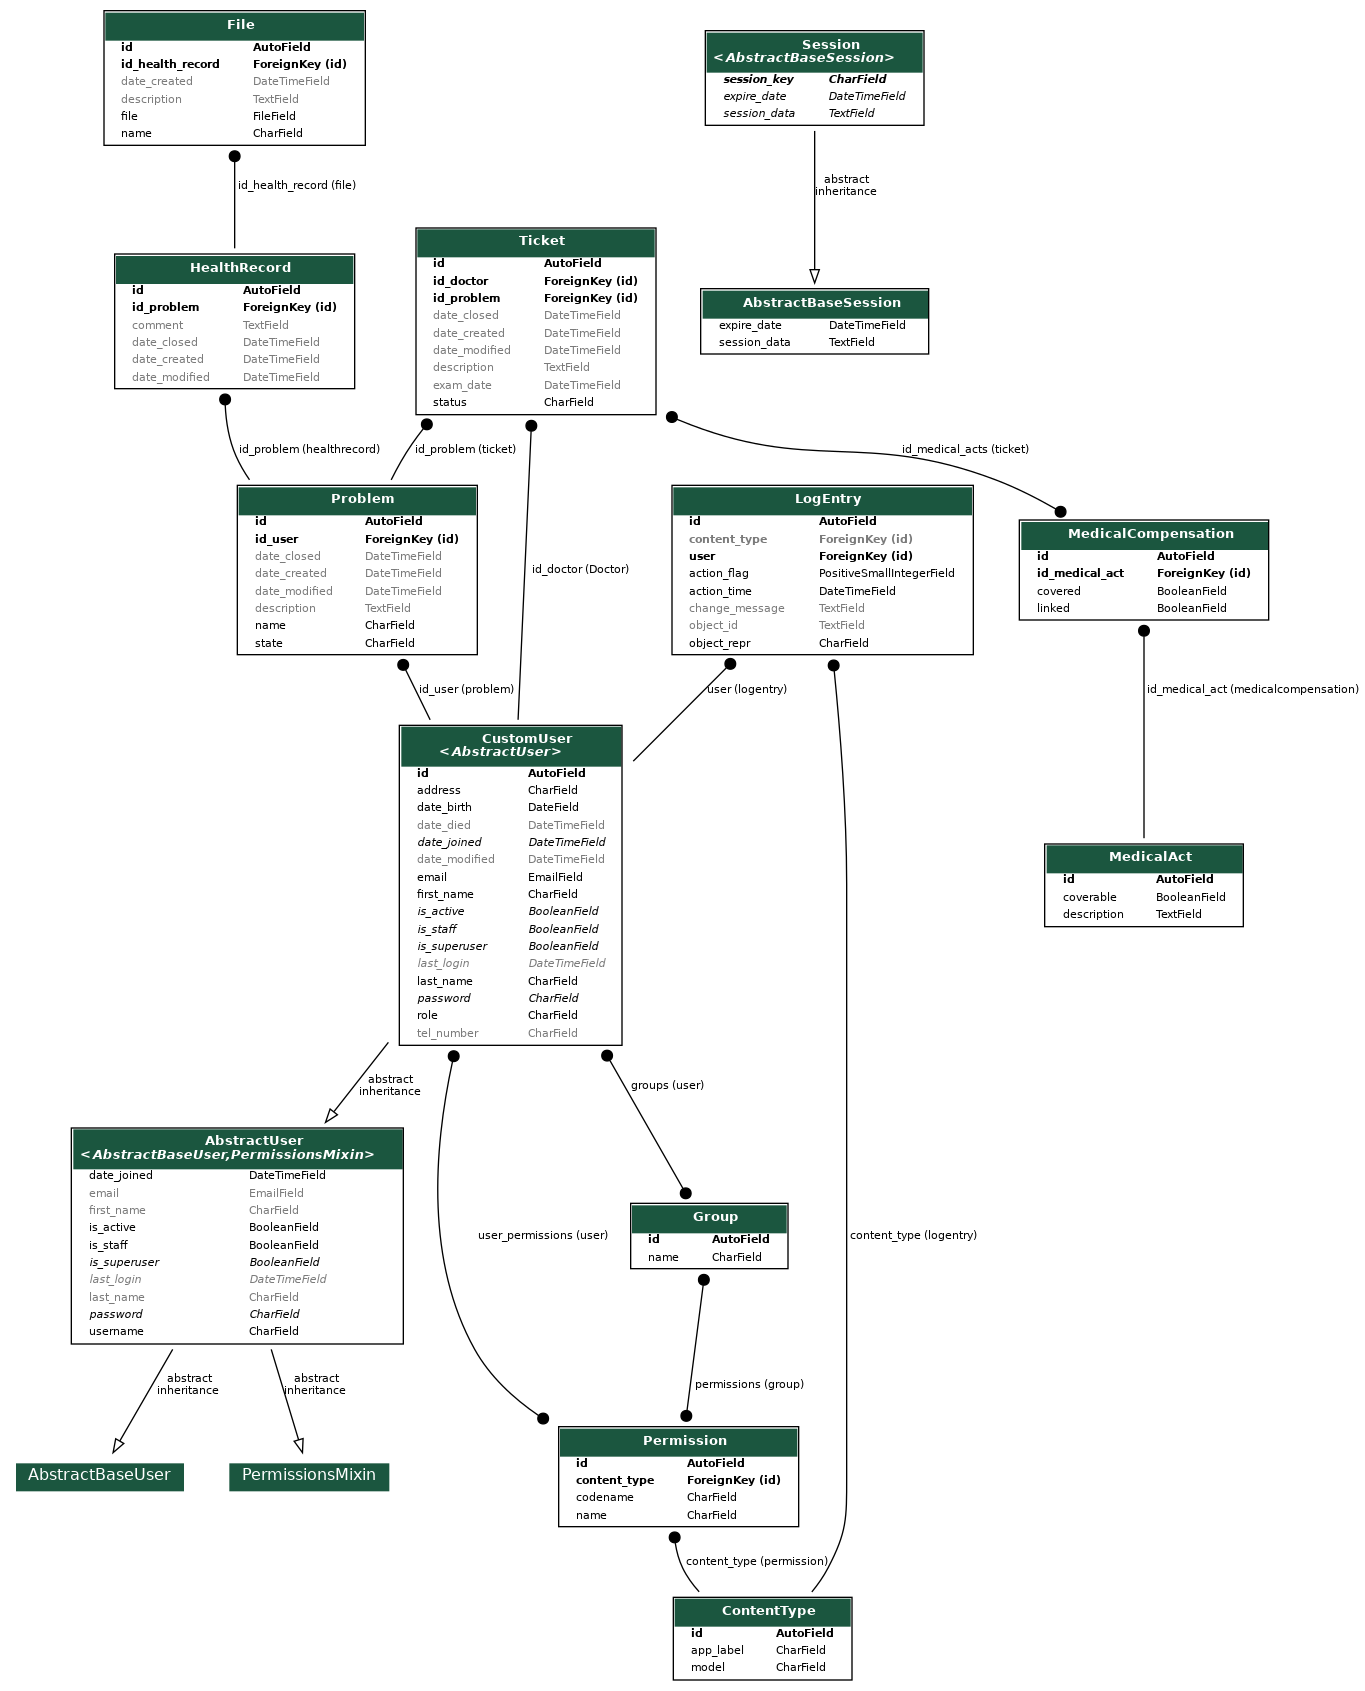 File
id AutoField
id_health_record ForeignKey (id)
date_created DateTimeField
description TextField
file FileField
name CharField
Session
<AbstractBaseSession>
session_key CharField
expire_date DateTimeField
session_data TextField
id_health_record (file)
abstract
inheritance
HealthRecord
id AutoField
id_problem ForeignKey (id)
comment TextField
date_closed DateTimeField
date_created DateTimeField
date_modified DateTimeField
Ticket
id AutoField
id_doctor ForeignKey (id)
id_problem ForeignKey (id)
date_closed DateTimeField
date_created DateTimeField
date_modified DateTimeField
description TextField
exam_date DateTimeField
status CharField
AbstractBaseSession
expire_date DateTimeField
session_data TextField
id_problem (healthrecord)
id_problem (ticket)
id_medical_acts (ticket)
Problem
id AutoField
id_user ForeignKey (id)
date_closed DateTimeField
date_created DateTimeField
date_modified DateTimeField
description TextField
name CharField
state CharField
id_doctor (Doctor)
LogEntry
id AutoField
content_type ForeignKey (id)
user ForeignKey (id)
action_flag PositiveSmallIntegerField
action_time DateTimeField
change_message TextField
object_id TextField
object_repr CharField
MedicalCompensation
id AutoField
id_medical_act ForeignKey (id)
covered BooleanField
linked BooleanField
id_user (problem)
user (logentry)
id_medical_act (medicalcompensation)
CustomUser
<AbstractUser>
id AutoField
address CharField
date_birth DateField
date_died DateTimeField
date_joined DateTimeField
date_modified DateTimeField
email EmailField
first_name CharField
is_active BooleanField
is_staff BooleanField
is_superuser BooleanField
last_login DateTimeField
last_name CharField
password CharField
role CharField
tel_number CharField
MedicalAct
id AutoField
coverable BooleanField
description TextField
abstract
inheritance
groups (user)
AbstractUser
<AbstractBaseUser,PermissionsMixin>
date_joined DateTimeField
email EmailField
first_name CharField
is_active BooleanField
is_staff BooleanField
is_superuser BooleanField
last_login DateTimeField
last_name CharField
password CharField
username CharField
user_permissions (user)
Group
id AutoField
name CharField
content_type (logentry)
abstract
inheritance
abstract
inheritance
permissions (group)
AbstractBaseUser
PermissionsMixin
Permission
id AutoField
content_type ForeignKey (id)
codename CharField
name CharField
content_type (permission)
ContentType
id AutoField
app_label CharField
model CharField